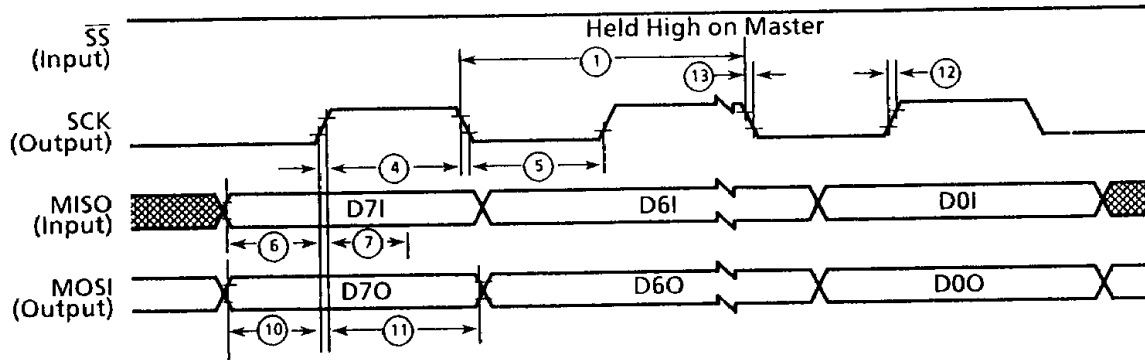 Held High on Master
SS
(Input)
1
13
12
SCK
(Output)
4
5
MISO
(Input)
D7I
D6I
D0I
6
7
MOSI
(Output)
D7O
D6O
D0O
10
11